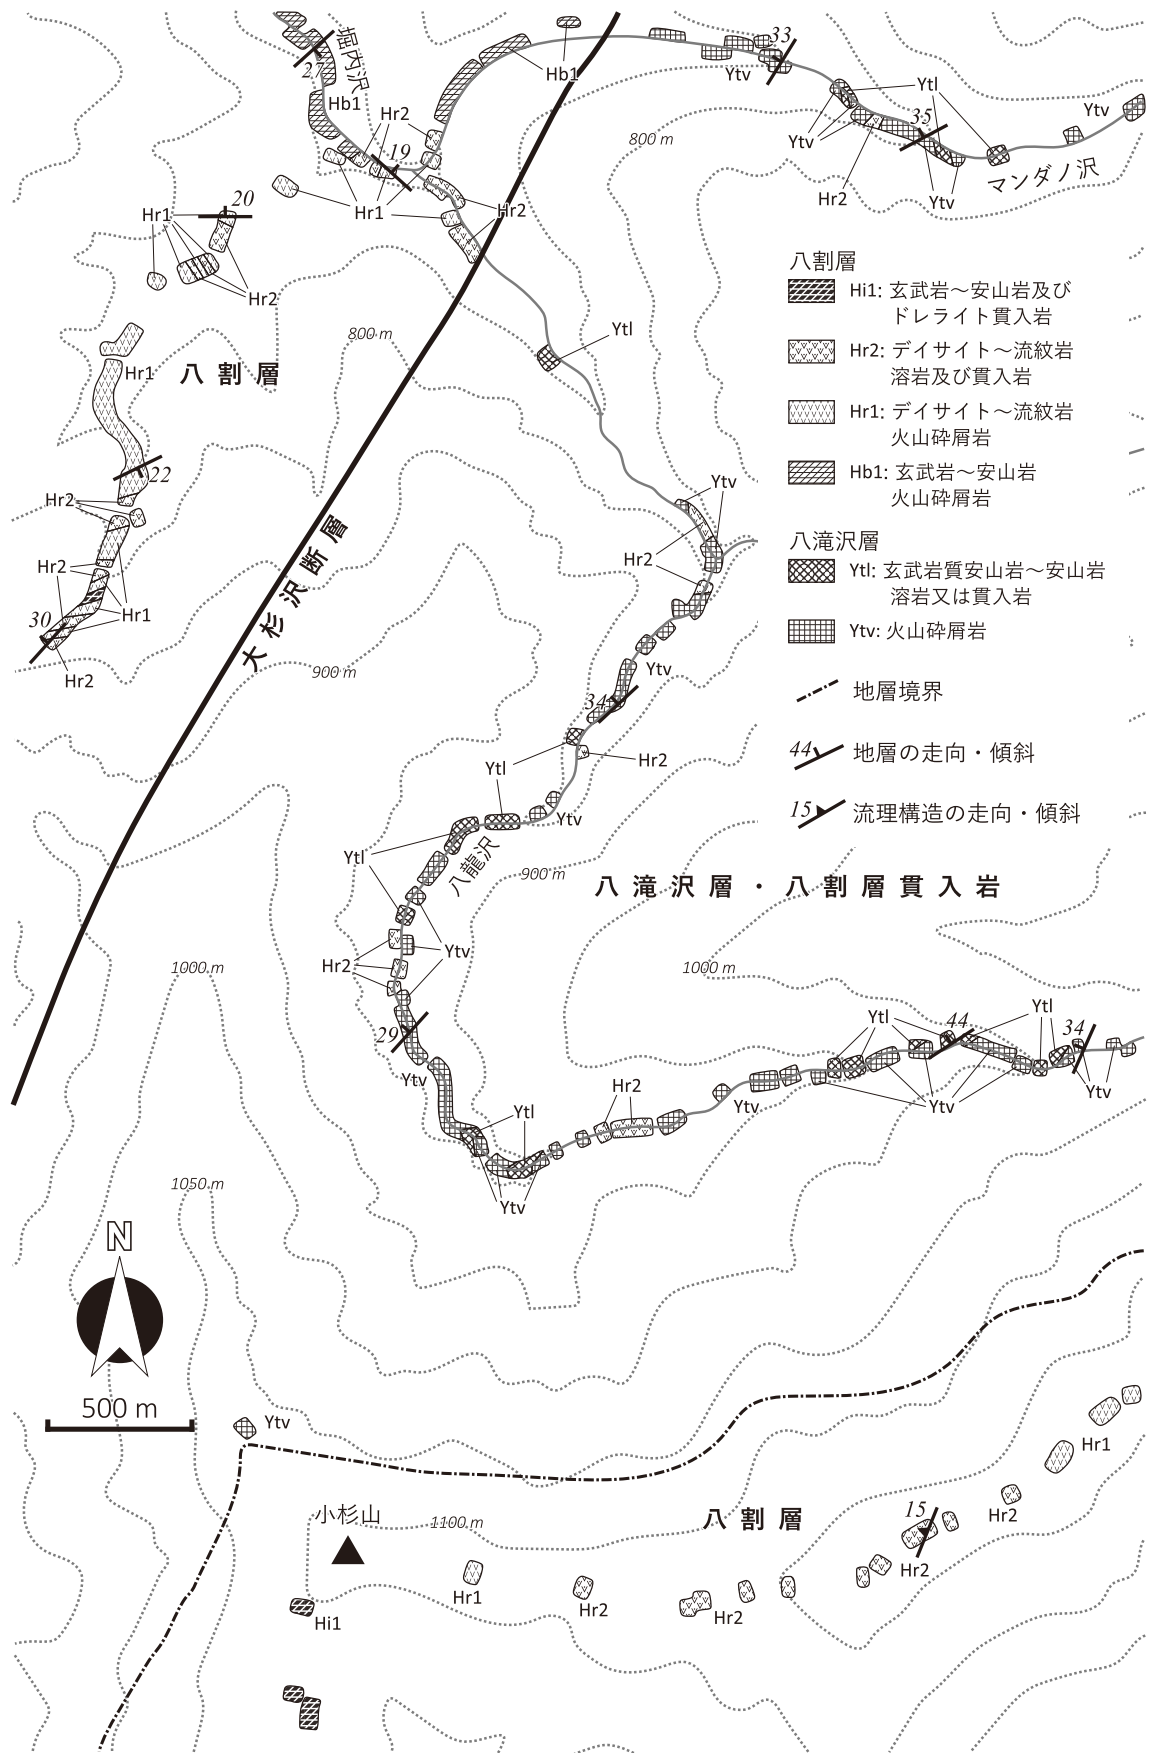 堀内沢
33
27
Hb1
Hb1
Ytv
Ytl
Ytv
Hr2
800 m
35
Ytv
19
マンダノ沢
Hr2
Ytv
20
Hr1
Hr1
Hr2
Hr2
八割層
Hi1: 玄武岩～安山岩及び
ドレライト貫入岩
Hr2: デイサイト～流紋岩
溶岩及び貫入岩
Hr1: デイサイト～流紋岩
火山砕屑岩
Hb1: 玄武岩～安山岩
火山砕屑岩
八滝沢層
Ytl: 玄武岩質安山岩～安山岩
溶岩又は貫入岩
Ytv: 火山砕屑岩
地層境界
44 地層の走向・傾斜
15 流理構造の走向・傾斜
800 m
Ytl
Hr1
八割層
22
Hr2
Ytv
大杉沢断層
Hr2
Hr2
30
Hr1
Hr2
900 m
Ytv
34
Ytl
Hr2
Ytv
Ytl
八龍沢
900 m
八滝沢層・八割層貫入岩
Ytv
Hr2
1000 m
1000 m
29
Ytl
44
Ytl
34
Ytv
Hr2
Ytv
Ytv
Ytv
Ytl
Ytv
1050 m
N
500 m
Ytv
小杉山
1100 m
八割層
15
Hr1
Hr2
Hr2
Hr1
Hr2
Hr2
Hi1